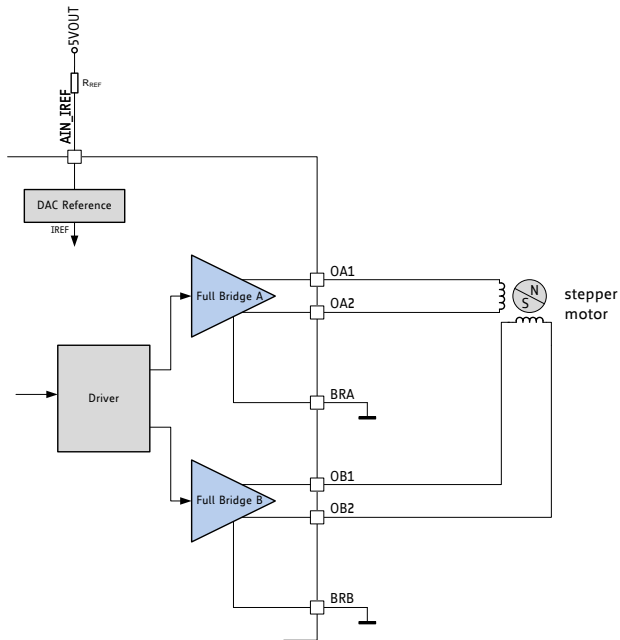 5VOUT
RREF
AIN_IREF
DAC Reference
IREF
OA1
Full Bridge A
OA2
N
S
stepper
motor
Driver
BRA
OB1
Full Bridge B
OB2
BRB